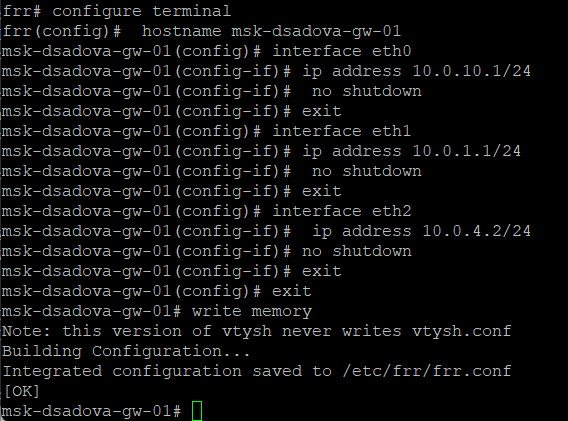 frr# configure terminal
frr(config)#  hostname msk-dsadova-gw-01
msk-dsadova-gw-01(config)# interface eth0
msk-dsadova-gw-01(config-if)# ip address 10.0.10.1/24
msk-dsadova-gw-01(config-if)#  no shutdown
msk-dsadova-gw-01(config-if)# exit
msk-dsadova-gw-01(config)# interface eth1
msk-dsadova-gw-01(config-if)# ip address 10.0.1.1/24
msk-dsadova-gw-01(config-if)#  no shutdown
msk-dsadova-gw-01(config-if)# exit
msk-dsadova-gw-01(config)# interface eth2
msk-dsadova-gw-01(config-if)#  ip address 10.0.4.2/24
msk-dsadova-gw-01(config-if)# no shutdown
msk-dsadova-gw-01(config-if)# exit
msk-dsadova-gw-01(config)# exit
msk-dsadova-gw-01# write memory
Note: this version of vtysh never writes vtysh.conf
Building Configuration...
Integrated configuration saved to /etc/frr/frr.conf
[OK]
msk-dsadova-gw-01#